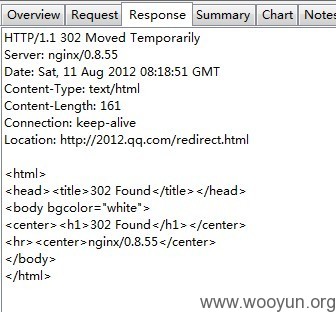 Overview Request Response Summary Chart Notes
HTTP/1.1 302 Moved Temporarily
Server: nginx/0.8.55
Date: Sat, 11 Aug 2012 08:18:51 GMT
Content-Type: text/html
Content-Length: 161
Connection: keep-alive
Location: http://2012.qq.com/redirect.html
<html>
<head><title>302 Found</title></head>
<body bgcolor="white">
<center><h1>302 Found</h1></center>
<hr><center>nginx/0.8.55</center>
</body>
</html>
www.wooyun.org